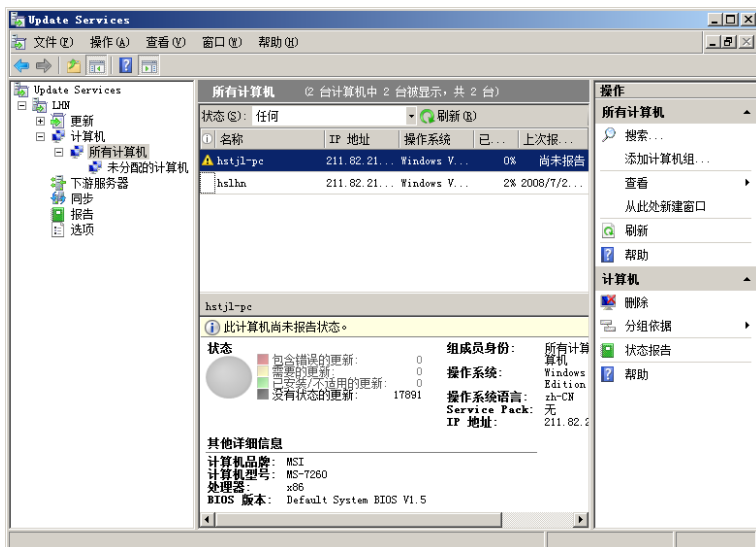 Update Services
文件(F) 操作(A) 查看(V) 窗口(W) 帮助(H)
Update Services
LHN
更新
计算机
所有计算机
未分配的计算机
下游服务器
同步
报告
选项
所有计算机 (2 台计算机中 2 台被显示，共 2 台)
状态(S): 任何 刷新(R)
名称 IP 地址 操作系统 已... 上次报...
hstjl-pc 211.82.21... Windows V... 0% 尚未报告
hslhn 211.82.21... Windows V... 2% 2008/7/2...
hstjl-pc
此计算机尚未报告状态。
状态
包含错误的更新: 0
需要的更新: 0
已安装/不适用的更新: 0
没有状态的更新: 17891
组成员身份: 所有计算机
操作系统: Windows
Edition
操作系统语言: zh-CN
Service Pack: 无
IP 地址: 211.82.2
其他详细信息
计算机品牌: MSI
计算机型号: MS-7260
处理器: x86
BIOS 版本: Default System BIOS V1.5
操作
所有计算机
搜索...
添加计算机组...
查看
从此处新建窗口
刷新
帮助
计算机
删除
分组依据
状态报告
帮助